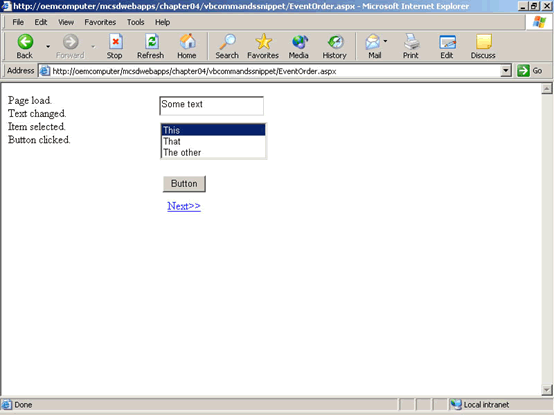 http://oemcomputer/mcsdwebapps/chapter04/vbcommandssnippet/EventOrder.aspx - Microsoft Internet Explorer
File Edit View Favorites Tools Help
Back Forward Stop Refresh Home Search Favorites Media History Mail Print Edit Discuss
Address http://oemcomputer/mcsdwebapps/chapter04/vbcommandssnippet/EventOrder.aspx Go
Page load.
Text changed.
Item selected.
Button clicked.
Some text
This
That
The other
Button
Next>>
Done Local intranet